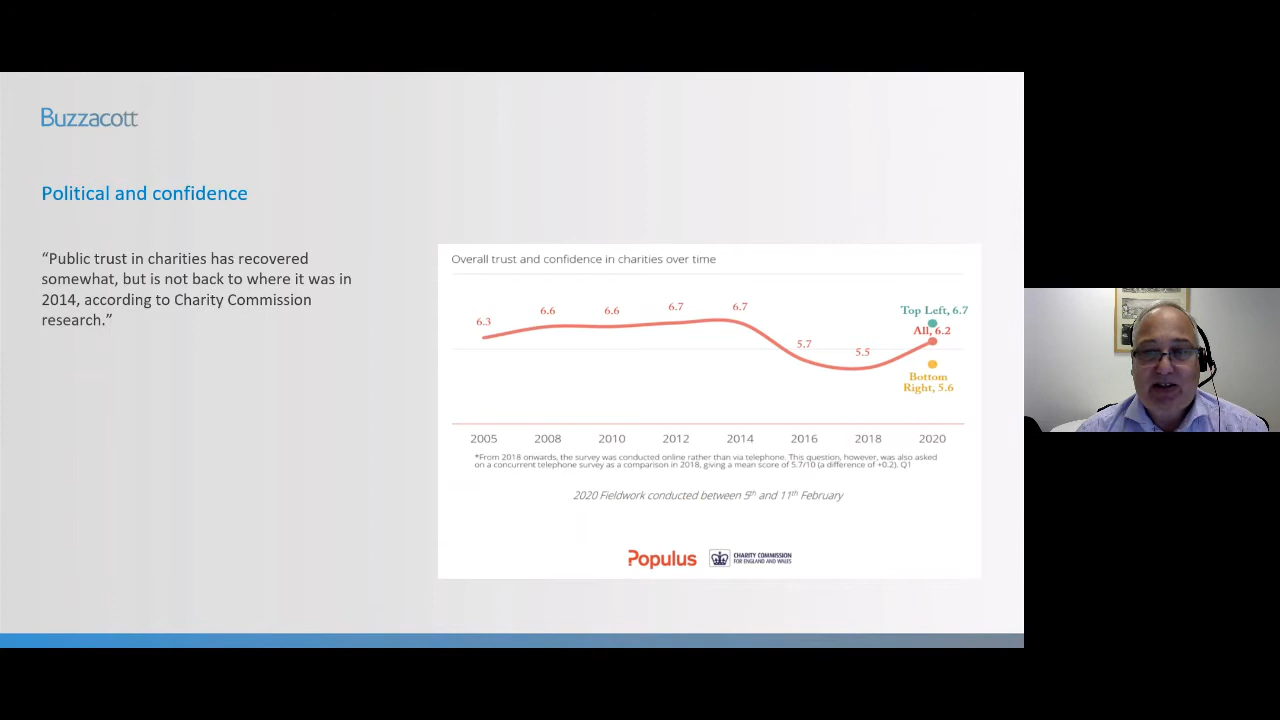 Buzzacott
Political and confidence
“Public trust in charities has recovered
somewhat, but is not back to where it was in
2014, according to Charity Commission
research.”
Overall trust and confidence in charities over time
6.3
6.6
6.6
6.7
6.7
5.7
5.5
Top Left, 6.7
All, 6.2
Bottom
Right, 5.6
2005 2008 2010 2012 2014 2016 2018 2020
*From 2018 onwards, the survey was conducted online rather than via telephone. This question, however, was also asked
on a concurrent telephone survey as a comparison in 2018, giving a mean score of 5.7/10 (a difference of +0.2). Q1
2020 Fieldwork conducted between 5th and 11th February
Populus
CHARITY COMMISSION
FOR ENGLAND AND WALES